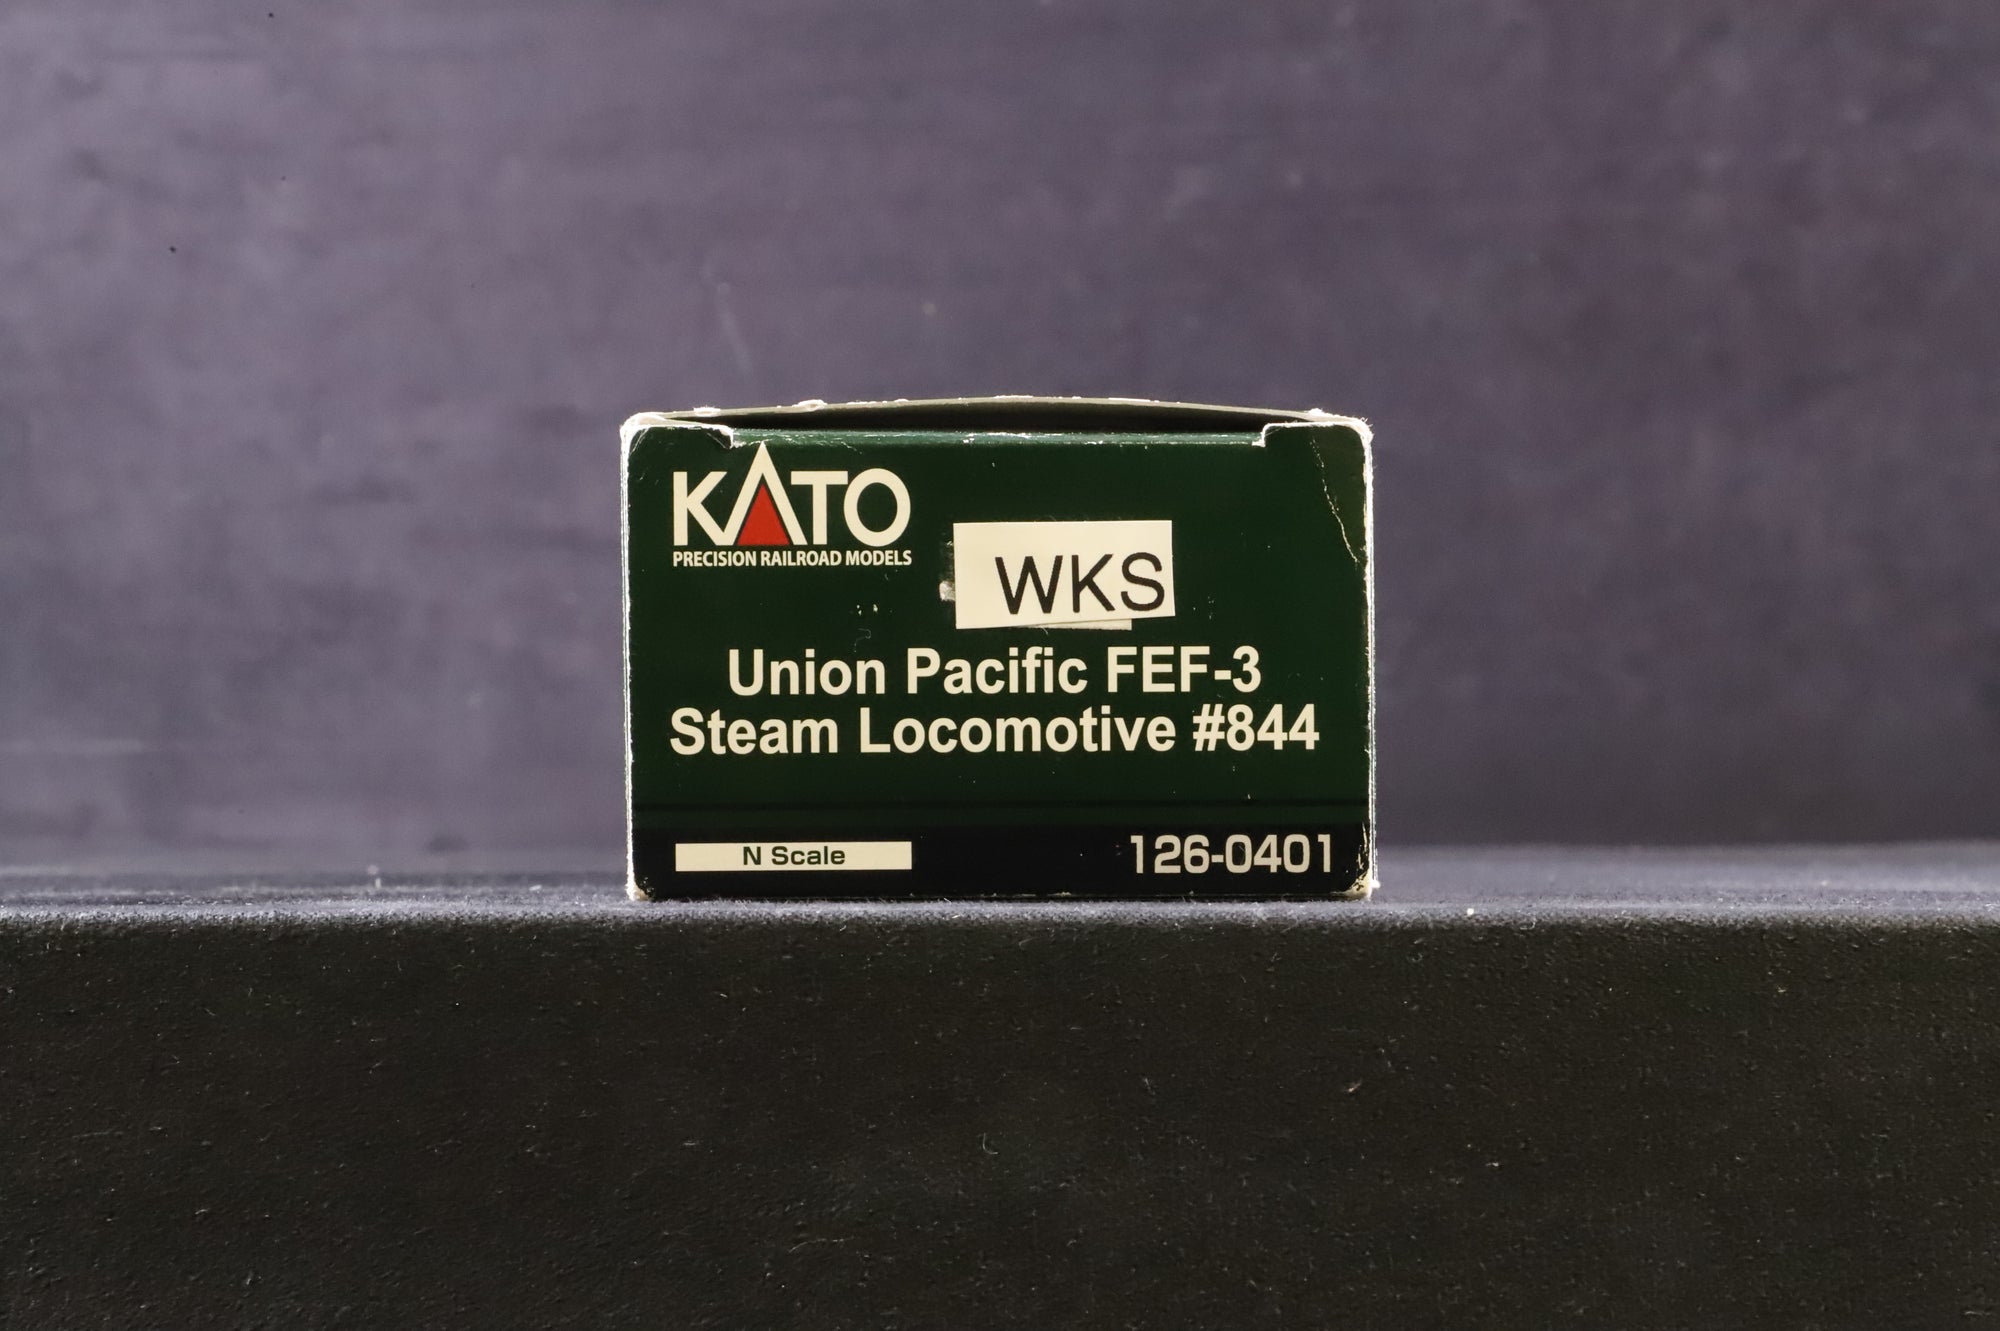 KATO
PRECISION RAILROAD MODELS
WKS
Union Pacific FEF-3
Steam Locomotive #844
N Scale
126-0401